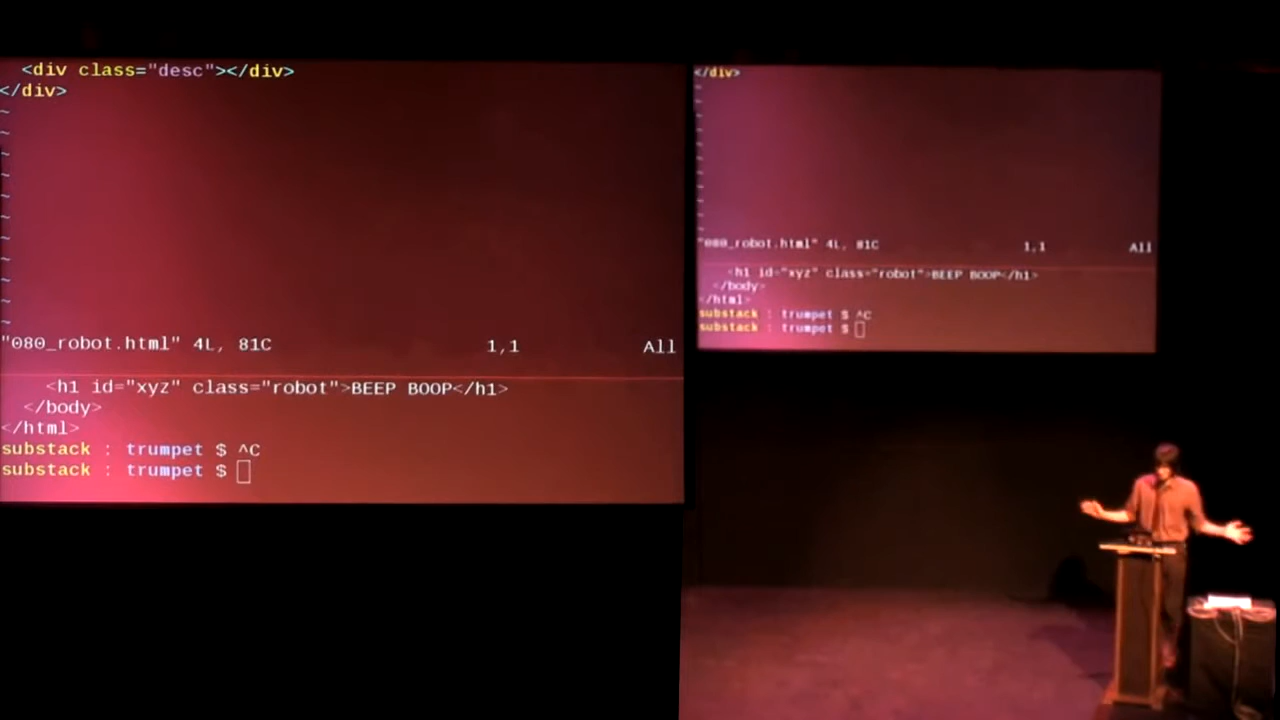 <div class="desc"></div>
</div>
~
~
~
~
~
~
~
~
~
~
~
"080_robot.html" 4L, 81C 1,1 All
<h1 id="xyz" class="robot">BEEP BOOP</h1>
</body>
</html>
substack : trumpet $ ^C
substack : trumpet $
</div>
~
~
~
~
~
~
~
~
~
~
~
"080_robot.html" 4L, 81C 1,1 All
<h1 id="xyz" class="robot">BEEP BOOP</h1>
</body>
</html>
substack : trumpet $ ^C
substack : trumpet $